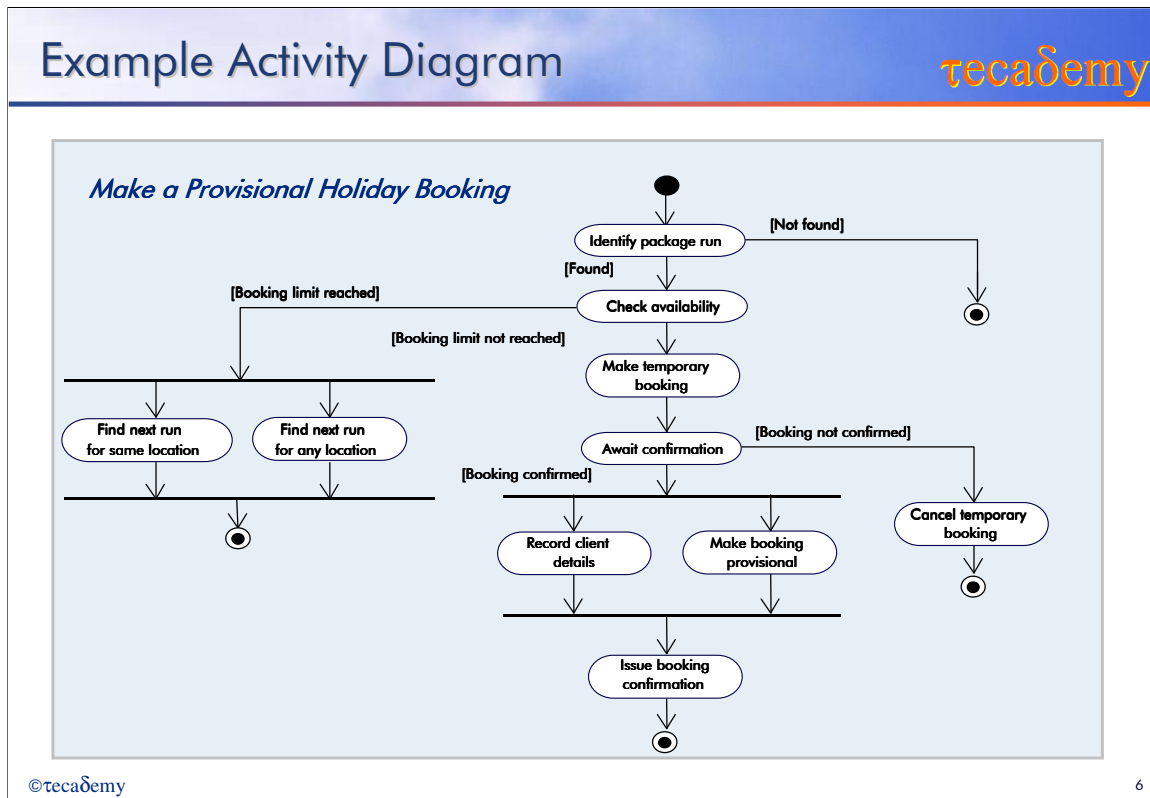 Example Activity Diagram
τecaδemy
Make a Provisional Holiday Booking
[Not found]
Identify package run
[Found]
[Booking limit reached]
Check availability
[Booking limit not reached]
Make temporary
booking
Find next run
for same location
Find next run
for any location
[Booking not confirmed]
Await confirmation
[Booking confirmed]
Cancel temporary
booking
Record client
details
Make booking
provisional
Issue booking
confirmation
©τecaδemy
6